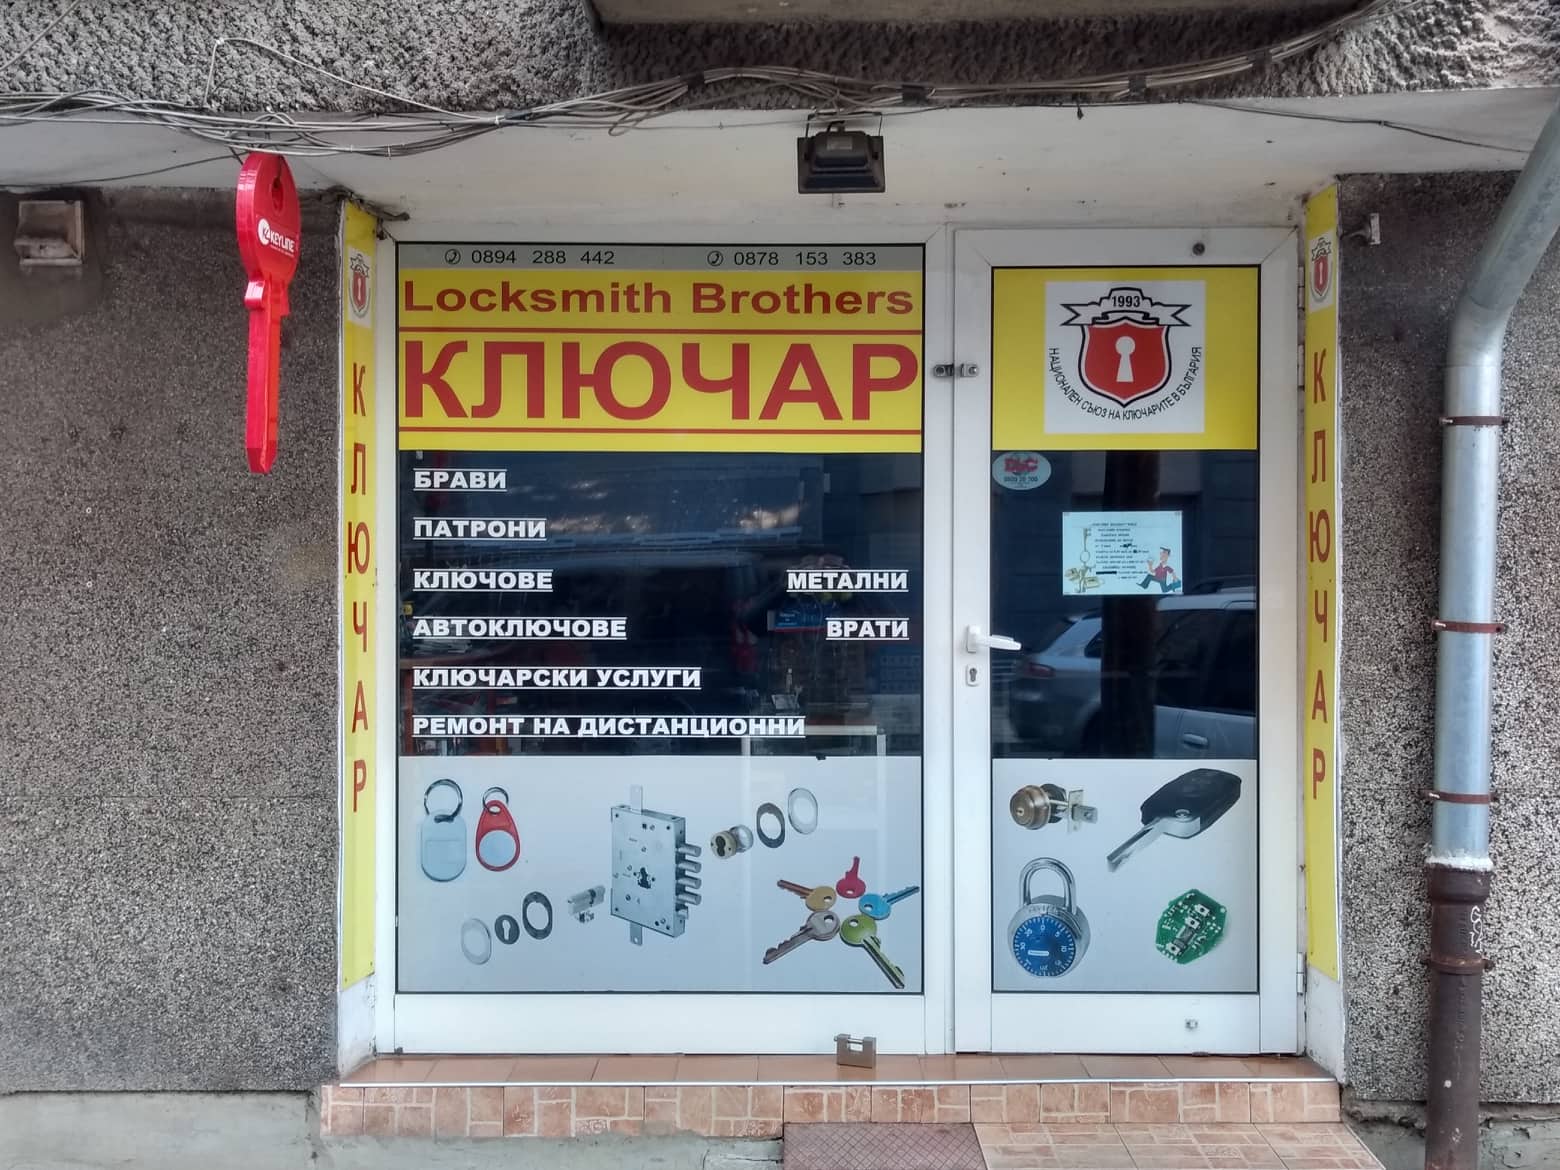 KEYLINE
0894 288 442
0878 153 383
Locksmith Brothers
КЛЮЧАР
БРАВИ
ПАТРОНИ
КЛЮЧОВЕ
АВТОКЛЮЧОВЕ
КЛЮЧАРСКИ УСЛУГИ
РЕМОНТ НА ДИСТАНЦИОННИ
МЕТАЛНИ
ВРАТИ
1993
НАЦИОНАЛЕН СЪЮЗ НА КЛЮЧАРИТЕ В БЪЛГАРИЯ
КЛЮЧАР
КЛЮЧАР